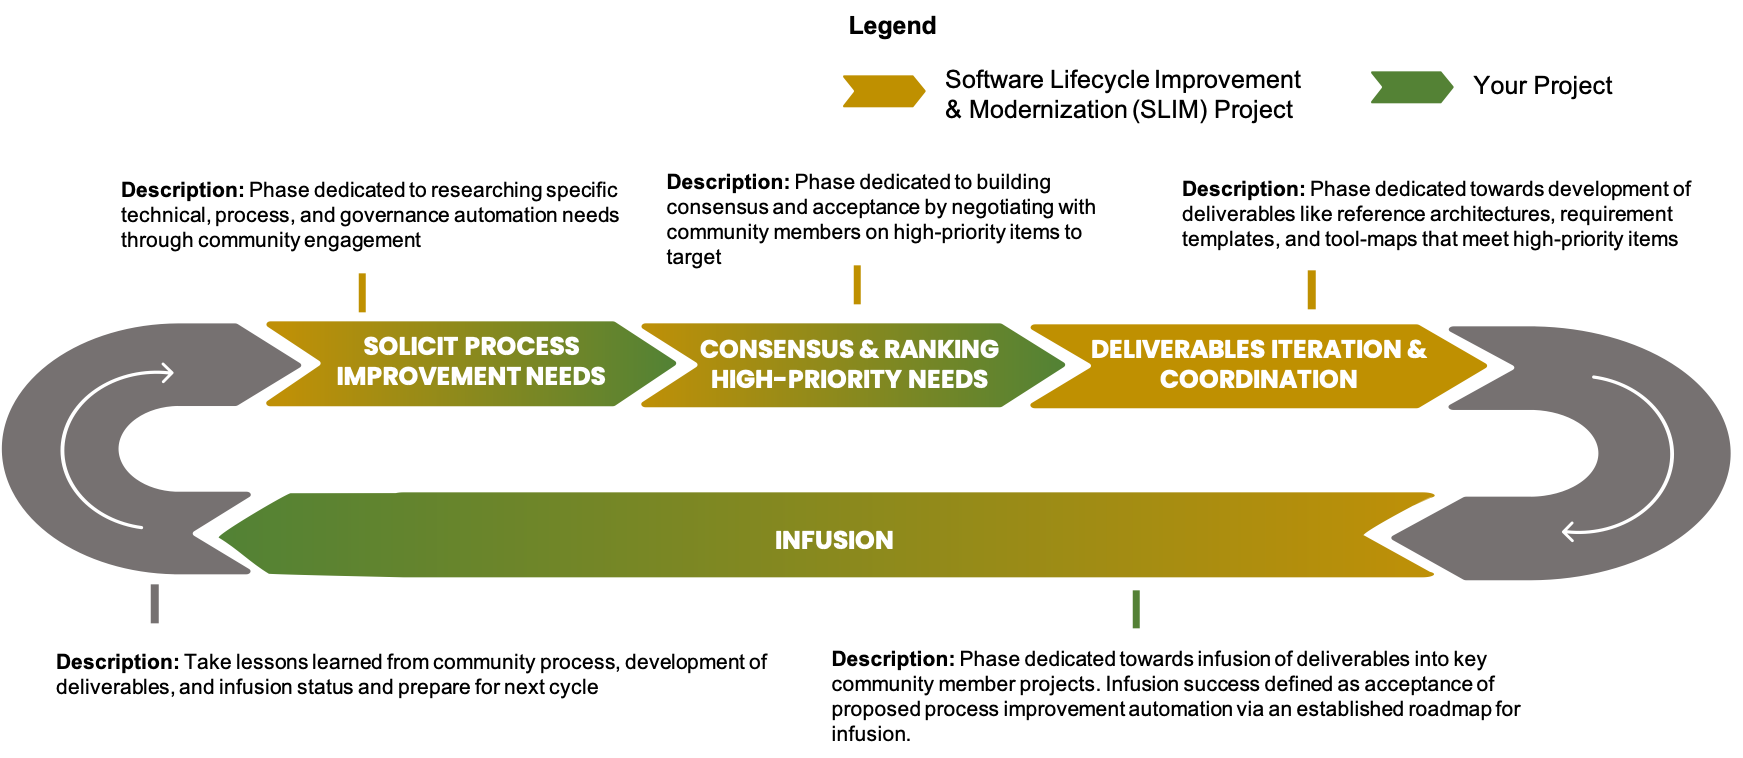 Legend
Software Lifecycle Improvement
& Modernization (SLIM) Project
Your Project
Description: Phase dedicated to researching specific
technical, process, and governance automation needs
through community engagement
Description: Phase dedicated to building
consensus and acceptance by negotiating with
community members on high-priority items to
target
Description: Phase dedicated towards development of
deliverables like reference architectures, requirement
templates, and tool-maps that meet high-priority items
SOLICIT PROCESS
IMPROVEMENT NEEDS
CONSENSUS & RANKING
HIGH-PRIORITY NEEDS
DELIVERABLES ITERATION &
COORDINATION
INFUSION
Description: Take lessons learned from community process, development of
deliverables, and infusion status and prepare for next cycle
Description: Phase dedicated towards infusion of deliverables into key
community member projects. Infusion success defined as acceptance of
proposed process improvement automation via an established roadmap for
infusion.